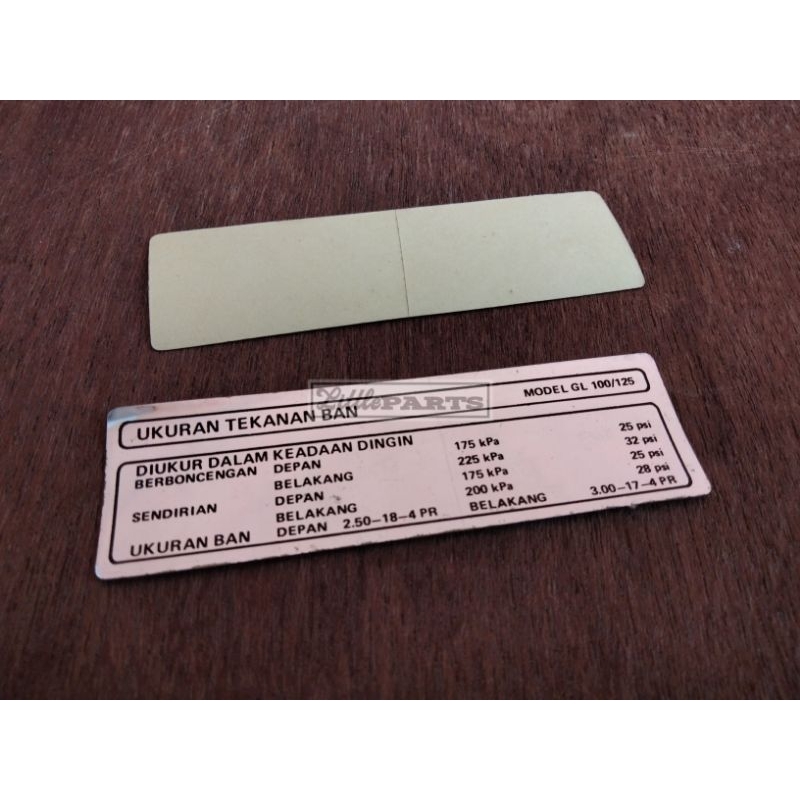 Little PARTS
UKURAN TEKANAN BAN MODEL GL 100/125
DIUKUR DALAM KEADAAN DINGIN
BERBONCENGAN DEPAN 175 kPa 25 psi
BELAKANG 225 kPa 32 psi
SENDIRIAN DEPAN 175 kPa 25 psi
BELAKANG 200 kPa 28 psi
UKURAN BAN DEPAN 2.50-18-4 PR BELAKANG 3.00-17-4 PR